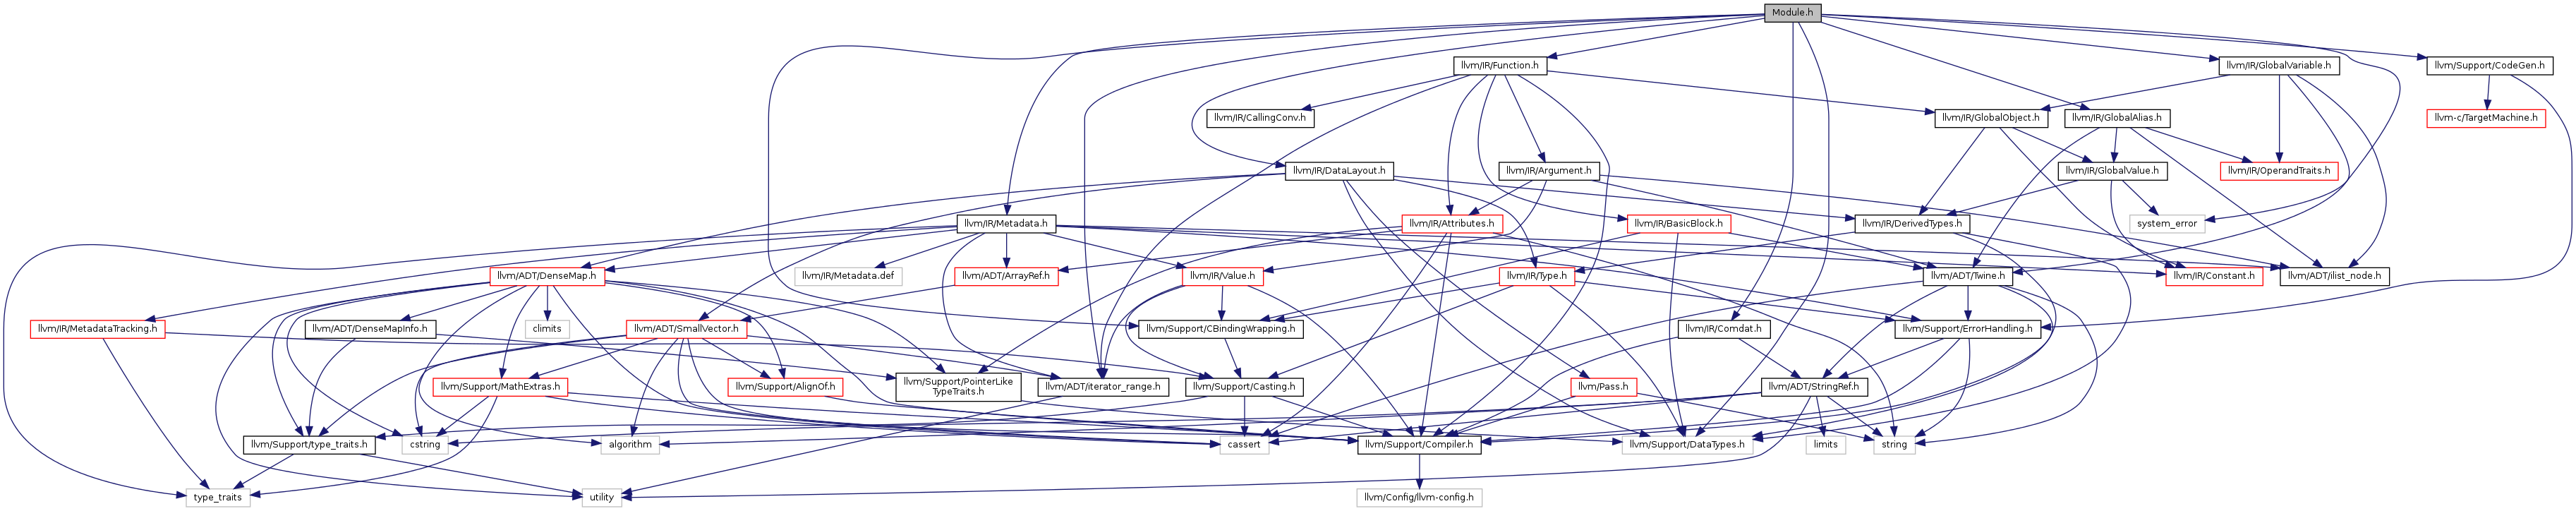 Module.h
llvm/IR/Function.h
llvm/IR/GlobalVariable.h
llvm/Support/CodeGen.h
llvm/IR/CallingConv.h
llvm/IR/GlobalObject.h
llvm/IR/GlobalAlias.h
llvm-c/TargetMachine.h
llvm/IR/DataLayout.h
llvm/IR/Argument.h
llvm/IR/GlobalValue.h
llvm/IR/OperandTraits.h
llvm/IR/Metadata.h
llvm/IR/Attributes.h
llvm/IR/BasicBlock.h
llvm/IR/DerivedTypes.h
system_error
llvm/ADT/DenseMap.h
llvm/IR/Metadata.def
llvm/ADT/ArrayRef.h
llvm/IR/Value.h
llvm/IR/Type.h
llvm/ADT/Twine.h
llvm/IR/Constant.h
llvm/ADT/ilist_node.h
llvm/IR/MetadataTracking.h
llvm/ADT/DenseMapInfo.h
climits
llvm/ADT/SmallVector.h
llvm/Support/CBindingWrapping.h
llvm/IR/Comdat.h
llvm/Support/ErrorHandling.h
llvm/Support/MathExtras.h
llvm/Support/AlignOf.h
llvm/Support/PointerLike
TypeTraits.h
llvm/ADT/iterator_range.h
llvm/Support/Casting.h
llvm/Pass.h
llvm/ADT/StringRef.h
llvm/Support/type_traits.h
cstring
algorithm
cassert
llvm/Support/Compiler.h
llvm/Support/DataTypes.h
limits
string
type_traits
utility
llvm/Config/llvm-config.h